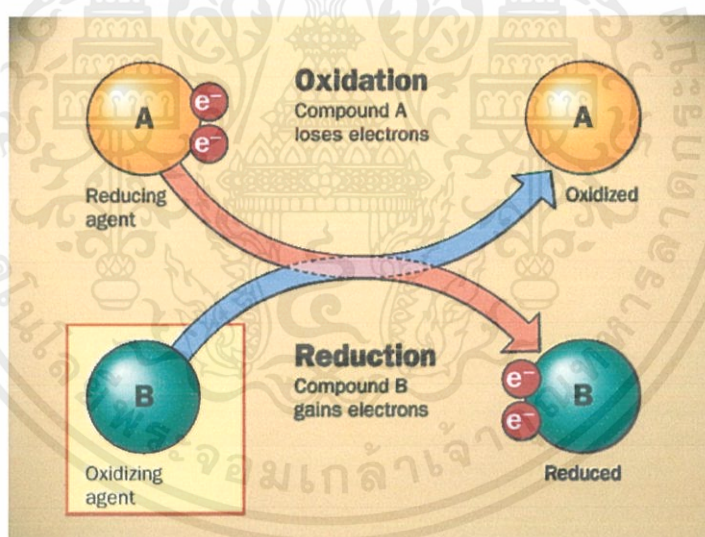 Oxidation
Compound A
loses electrons
A
e⁻
e⁻
Reducing
agent
A
Oxidized
B
Oxidizing
agent
Reduction
Compound B
gains electrons
e⁻
e⁻
B
Reduced